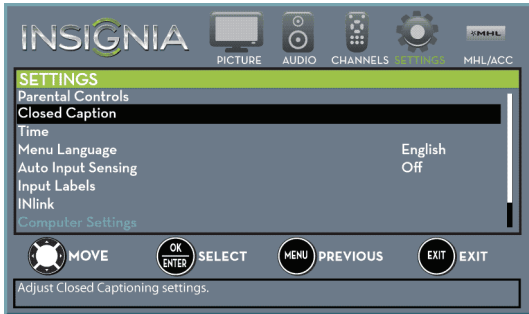 INSIGNIA
PICTURE AUDIO CHANNELS SETTINGS MHL MHL/ACC
SETTINGS
Parental Controls
Closed Caption
Time
Menu Language English
Auto Input Sensing Off
Input Labels
INlink
Computer Settings
MOVE OK ENTER SELECT MENU PREVIOUS EXIT EXIT
Adjust Closed Captioning settings.